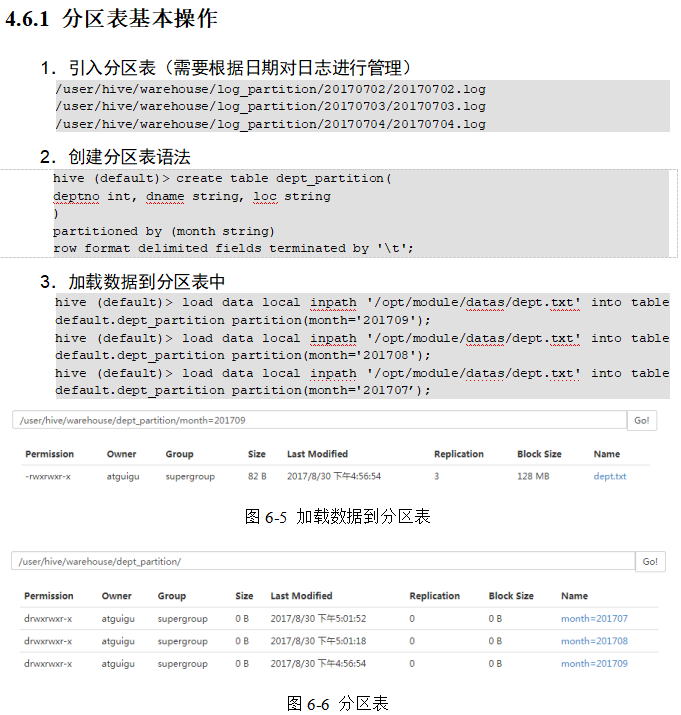 4.6.1 分区表基本操作
1．引入分区表（需要根据日期对日志进行管理）
/user/hive/warehouse/log_partition/20170702/20170702.log
/user/hive/warehouse/log_partition/20170703/20170703.log
/user/hive/warehouse/log_partition/20170704/20170704.log
2．创建分区表语法
hive (default)> create table dept_partition(
deptno int, dname string, loc string
)
partitioned by (month string)
row format delimited fields terminated by '\t';
3．加载数据到分区表中
hive (default)> load data local inpath '/opt/module/datas/dept.txt' into table
default.dept_partition partition(month='201709');
hive (default)> load data local inpath '/opt/module/datas/dept.txt' into table
default.dept_partition partition(month='201708');
hive (default)> load data local inpath '/opt/module/datas/dept.txt' into table
default.dept_partition partition(month='201707’);
/user/hive/warehouse/dept_partition/month=201709 Go!
Permission Owner Group Size Last Modified Replication Block Size Name
-rwxrwxr-x atguigu supergroup 82 B 2017/8/30 下午4:56:54 3 128 MB dept.txt
图 6-5 加载数据到分区表
/user/hive/warehouse/dept_partition/ Go!
Permission Owner Group Size Last Modified Replication Block Size Name
drwxrwxr-x atguigu supergroup 0 B 2017/8/30 下午5:01:52 0 0 B month=201707
drwxrwxr-x atguigu supergroup 0 B 2017/8/30 下午5:01:18 0 0 B month=201708
drwxrwxr-x atguigu supergroup 0 B 2017/8/30 下午4:56:54 0 0 B month=201709
图 6-6 分区表